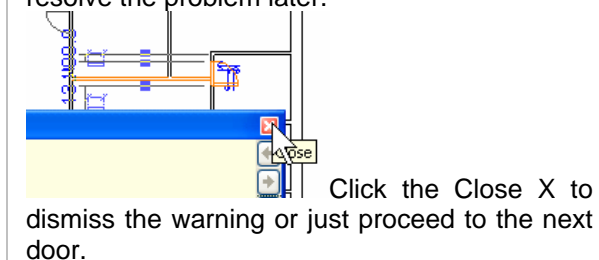 resolve the problem later.
Close
Click the Close X to
dismiss the warning or just proceed to the next
door.